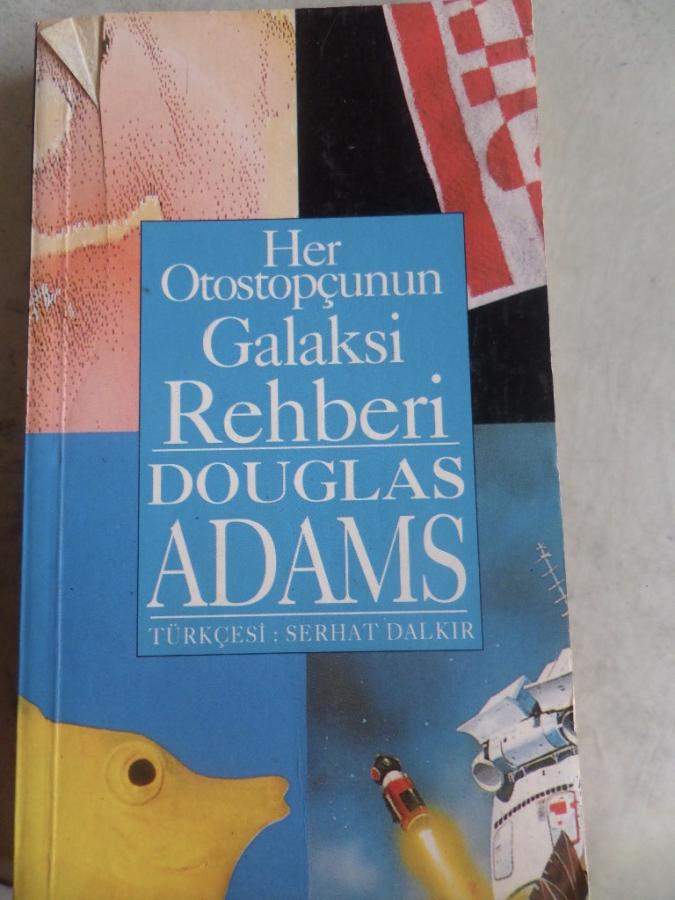 Her
Otostopçunun
Galaksi
Rehberi
DOUGLAS
ADAMS
TÜRKÇESİ : SERHAT DALKIR